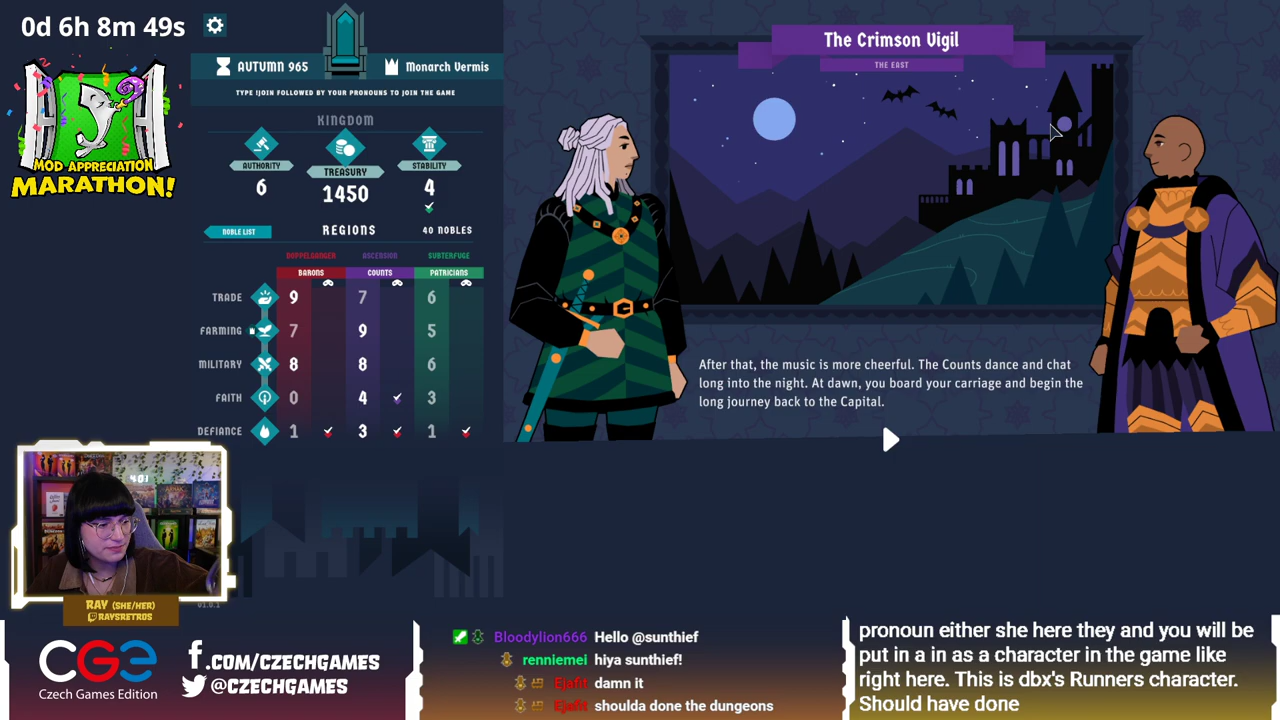 0d 6h 8m 49s
MOD APPRECIATION
MARATHON!
AUTUMN 965
Monarch Vermis
TYPE !JOIN FOLLOWED BY YOUR PRONOUNS TO JOIN THE GAME
KINGDOM
AUTHORITY
TREASURY
STABILITY
6
1450
4
NOBLE LIST
REGIONS
40 NOBLES
DOPPELGANGER
ASCENSION
SUBTERFUGE
BARONS
COUNTS
PATRICIANS
TRADE 9 7 6
FARMING 7 9 5
MILITARY 8 8 6
FAITH 0 4 3
DEFIANCE 1 3 1
The Crimson Vigil
THE EAST
After that, the music is more cheerful. The Counts dance and chat
long into the night. At dawn, you board your carriage and begin the
long journey back to the Capital.
RAY (SHE/HER)
RAYSRETROS
V1.0.1
CGE
Czech Games Edition
f.COM/CZECHGAMES
@CZECHGAMES
Bloodylion666 Hello @sunthief
renniemei hiya sunthief!
Ejafit damn it
Ejafit shoulda done the dungeons
pronoun either she here they and you will be
put in a in as a character in the game like
right here. This is dbx's Runners character.
Should have done